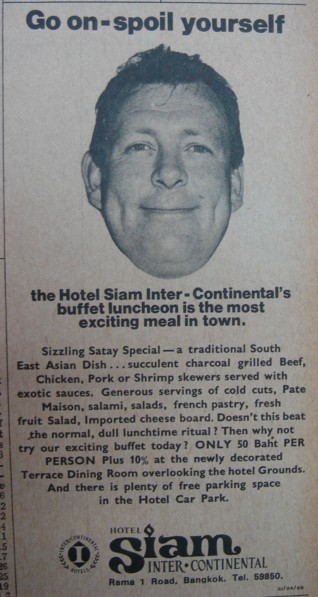 Go on-spoil yourself
the Hotel Siam Inter-Continental's
buffet luncheon is the most
exciting meal in town.
Sizzling Satay Special — a traditional South
East Asian Dish ... succulent charcoal grilled Beef,
Chicken, Pork or Shrimp skewers served with
exotic sauces. Generous servings of cold cuts, Pate
Maison, salami, salads, french pastry, fresh
fruit Salad, Imported cheese board. Doesn't this beat
the normal, dull lunchtime ritual? Then why not
try our exciting buffet today? ONLY 50 Baht PER
PERSON Plus 10% at the newly decorated
Terrace Dining Room overlooking the hotel Grounds.
And there is plenty of free parking space
in the Hotel Car Park.
INTER·CONTINENTAL
HOTELS
HOTEL
Siam
INTER·CONTINENTAL
Rama 1 Road, Bangkok. Tel. 59850.